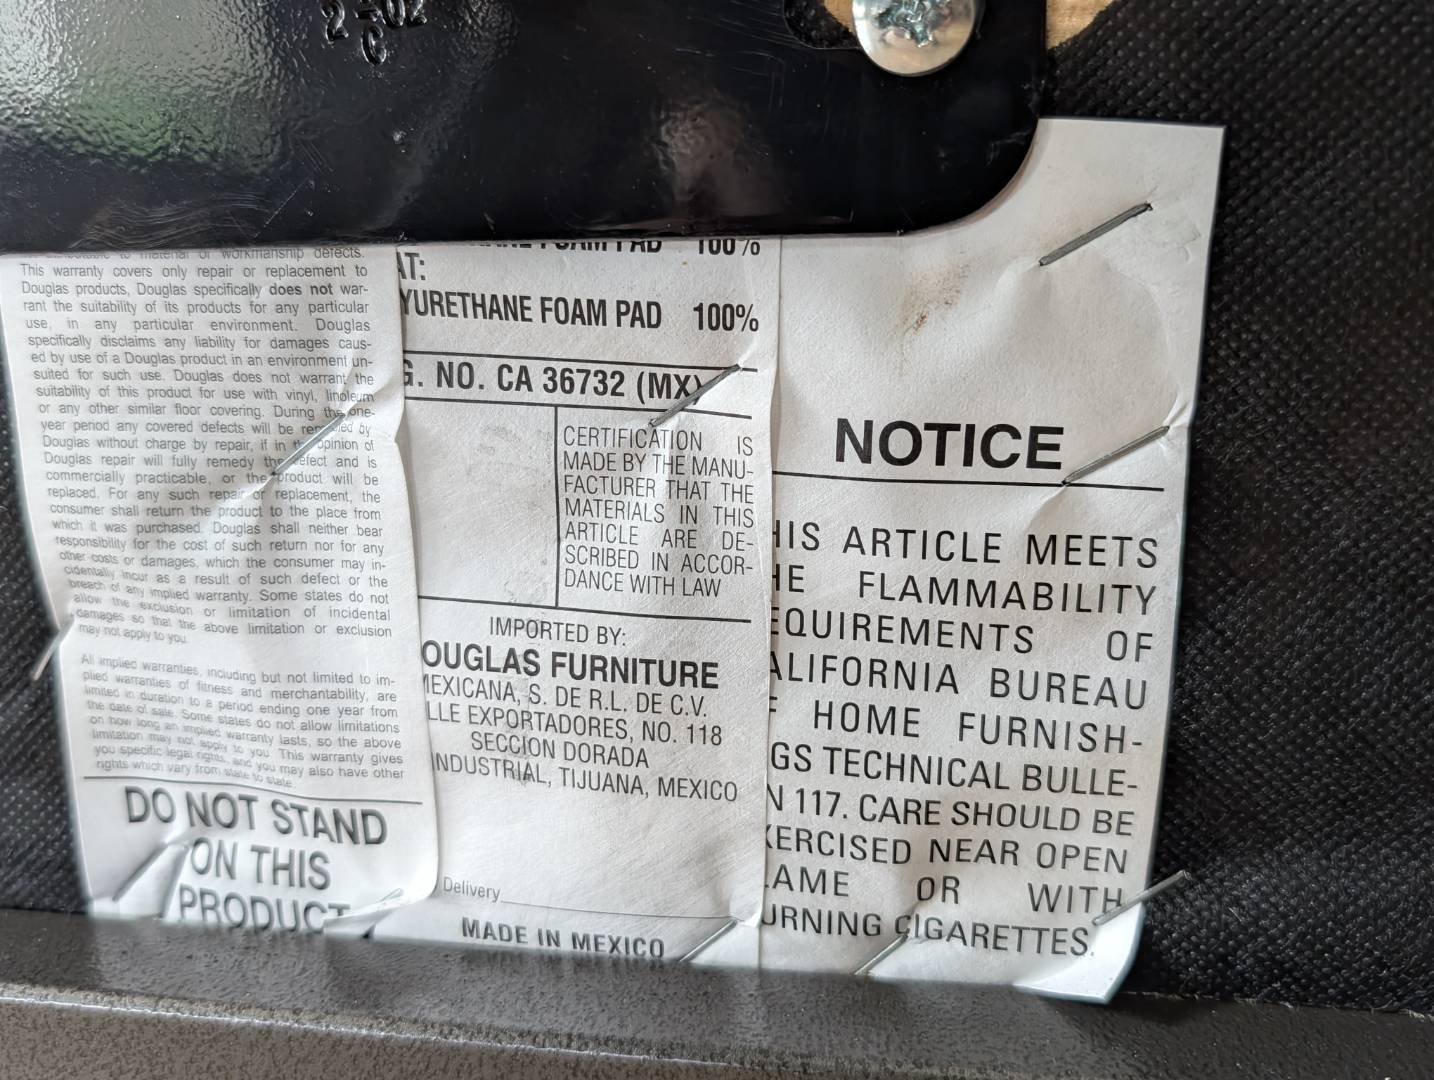 2 -02
C
workmanship defects.
This warranty covers only repair or replacement to
Douglas products, Douglas specifically does not war-
rant the suitability of its products for any particular
use, in any particular environment. Douglas
specifically disclaims any liability for damages caus-
ed by use of a Douglas product in an environment un-
suited for such use. Douglas does not warrant the
suitability of this product for use with vinyl, linoleum
or any other similar floor covering. During the one-
year period any covered defects will be remedied by
Douglas without charge by repair, if in the opinion of
Douglas repair will fully remedy the defect and is
commercially practicable, or the product will be
replaced. For any such repair or replacement, the
consumer shall return the product to the place from
which it was purchased. Douglas shall neither bear
responsibility for the cost of such return nor for any
other costs or damages, which the consumer may in-
cidentally incur as a result of such defect or the
breach of any implied warranty. Some states do not
allow the exclusion or limitation of incidental
damages so that the above limitation or exclusion
may not apply to you.
All implied warranties, including but not limited to im-
plied warranties of fitness and merchantability, are
limited in duration to a period ending one year from
the date of sale. Some states do not allow limitations
on how long an implied warranty lasts, so the above
limitation may not apply to you. This warranty gives
you specific legal rights, and you may also have other
rights which vary from state to state.
DO NOT STAND
ON THIS
PRODUCT
FOAM PAD 100%
AT:
YURETHANE FOAM PAD 100%
G. NO. CA 36732 (MX)
CERTIFICATION IS
MADE BY THE MANU-
FACTURER THAT THE
MATERIALS IN THIS
ARTICLE ARE DE-
SCRIBED IN ACCOR-
DANCE WITH LAW
IMPORTED BY:
OUGLAS FURNITURE
MEXICANA, S. DE R.L. DE C.V.
LLE EXPORTADORES, NO. 118
SECCION DORADA
INDUSTRIAL, TIJUANA, MEXICO
Delivery
MADE IN MEXICO
NOTICE
HIS ARTICLE MEETS
HE FLAMMABILITY
EQUIREMENTS OF
ALIFORNIA BUREAU
F HOME FURNISH-
GS TECHNICAL BULLE-
N 117. CARE SHOULD BE
XERCISED NEAR OPEN
LAME OR WITH
URNING CIGARETTES.